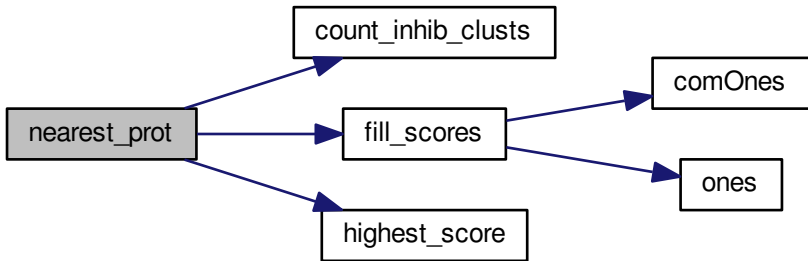 count_inhib_clusts
comOnes
nearest_prot
fill_scores
ones
highest_score